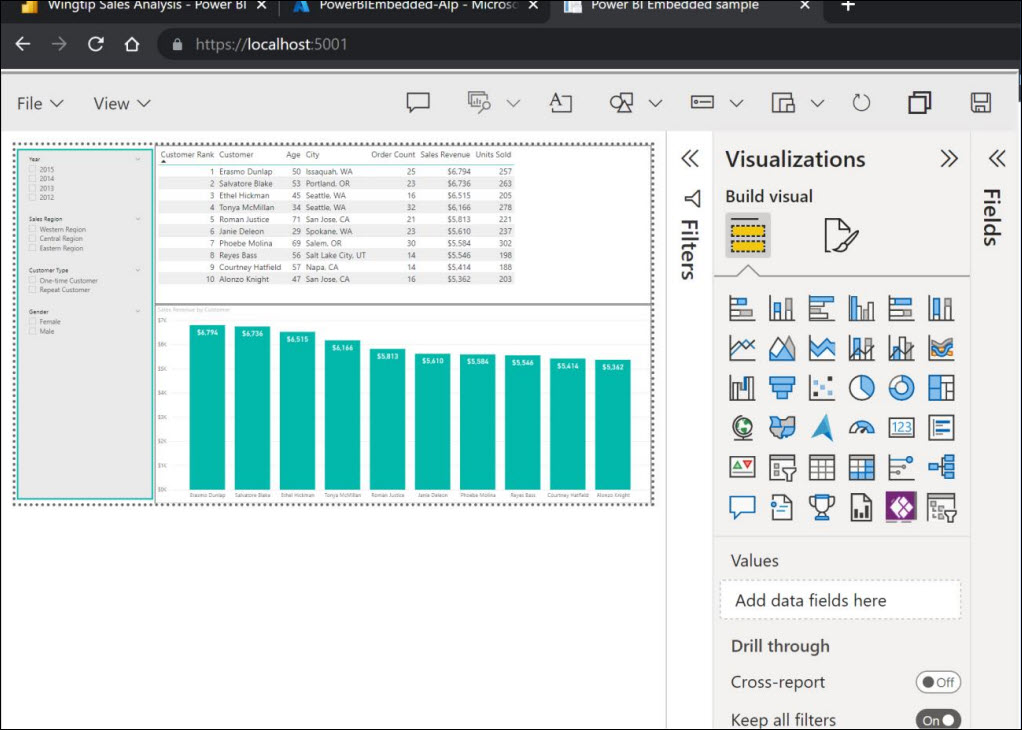 Wingtip Sales Analysis - Power BI
PowerBIEmbedded-Alp - Microso
Power BI Embedded sample
https://localhost:5001
File View
Visualizations
Build visual
Filters
Fields
Year
2015
2014
2013
2012
Sales Region
Western Region
Central Region
Eastern Region
Customer Type
One-time Customer
Repeat Customer
Gender
Female
Male
Customer Rank Customer Age City Order Count Sales Revenue Units Sold
1 Erasmo Dunlap 50 Issaquah, WA 25 $6,794 257
2 Salvatore Blake 53 Portland, OR 23 $6,736 263
3 Ethel Hickman 45 Seattle, WA 16 $6,515 205
4 Tonya McMillan 34 Seattle, WA 32 $6,166 278
5 Roman Justice 71 San Jose, CA 21 $5,813 221
6 Janie Deleon 29 Spokane, WA 23 $5,610 237
7 Phoebe Molina 69 Salem, OR 30 $5,584 302
8 Reyes Bass 56 Salt Lake City, UT 14 $5,546 198
9 Courtney Hatfield 57 Napa, CA 14 $5,414 188
10 Alonzo Knight 47 San Jose, CA 16 $5,362 203
Sales Revenue by Customer
$7K
$6K
$5K
$4K
$3K
$2K
$1K
$0K
$6,794 $6,736 $6,515 $6,166 $5,813 $5,610 $5,584 $5,546 $5,414 $5,362
Erasmo Dunlap Salvatore Blake Ethel Hickman Tonya McMillan Roman Justice Janie Deleon Phoebe Molina Reyes Bass Courtney Hatfield Alonzo Knight
123
Values
Add data fields here
Drill through
Cross-report Off
Keep all filters On